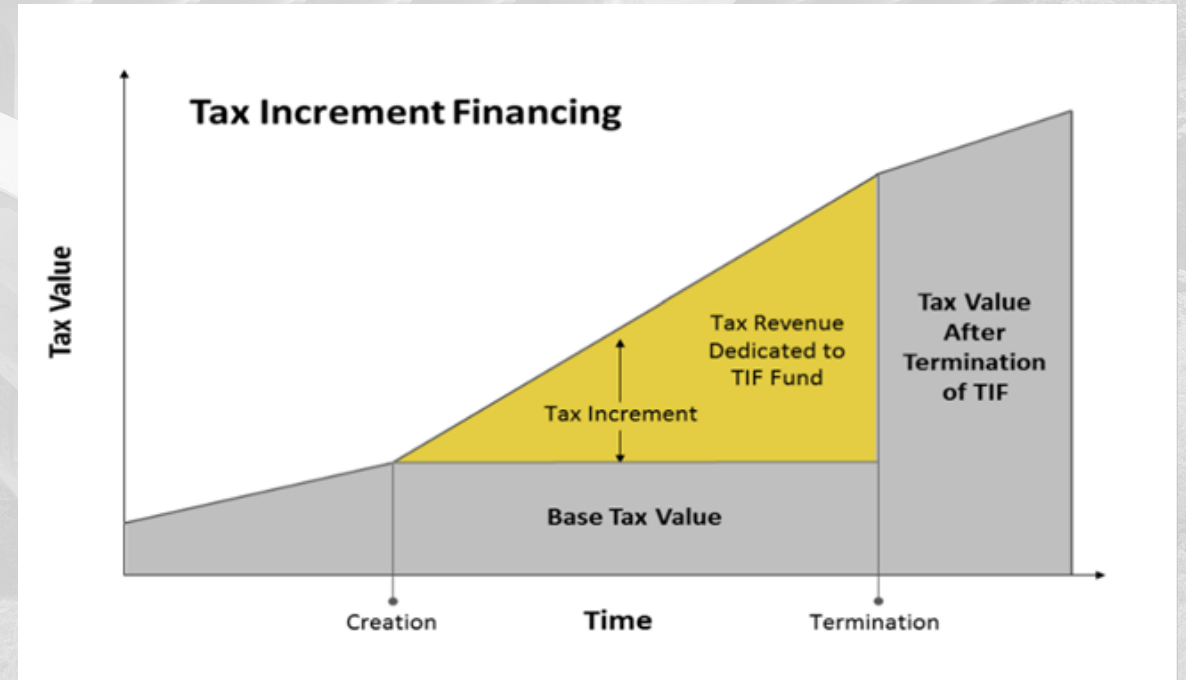 Tax Increment Financing
Tax Value
Tax Revenue
Dedicated to
TIF Fund
Tax Increment
Base Tax Value
Tax Value
After
Termination
of TIF
Creation
Time
Termination